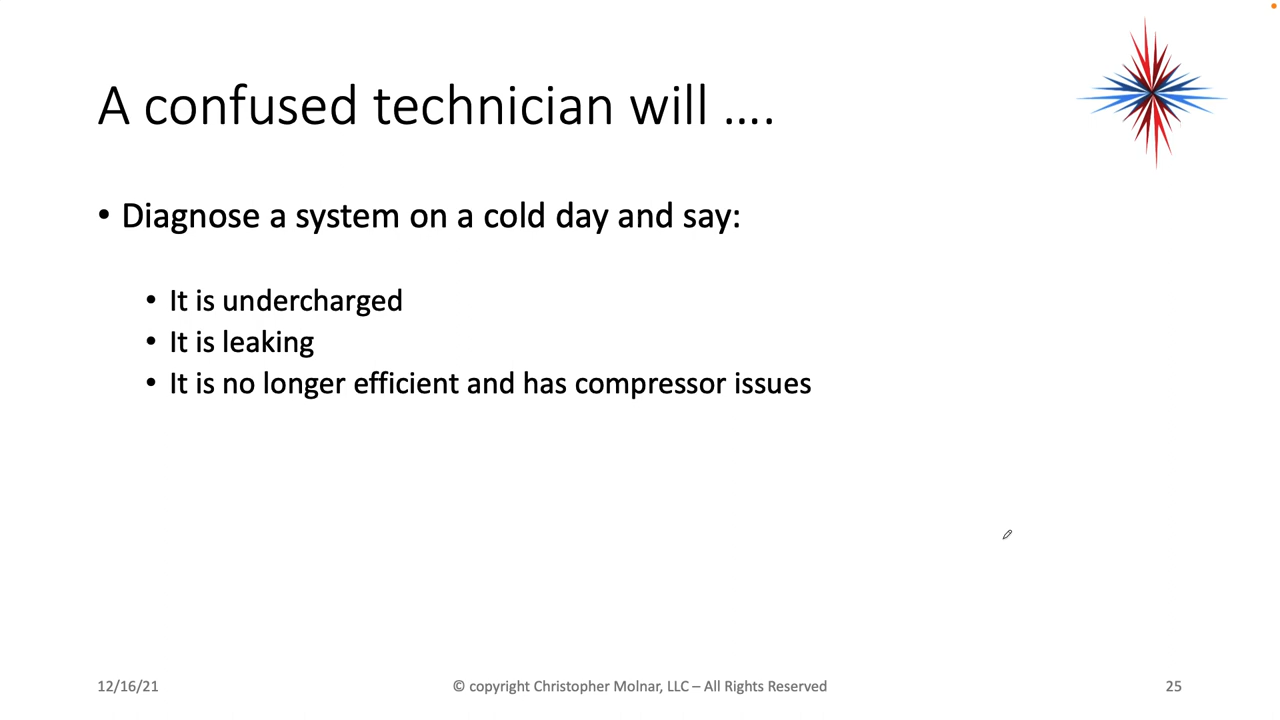 A confused technician will ....
• Diagnose a system on a cold day and say:
• It is undercharged
• It is leaking
• It is no longer efficient and has compressor issues
12/16/21
© copyright Christopher Molnar, LLC – All Rights Reserved
25